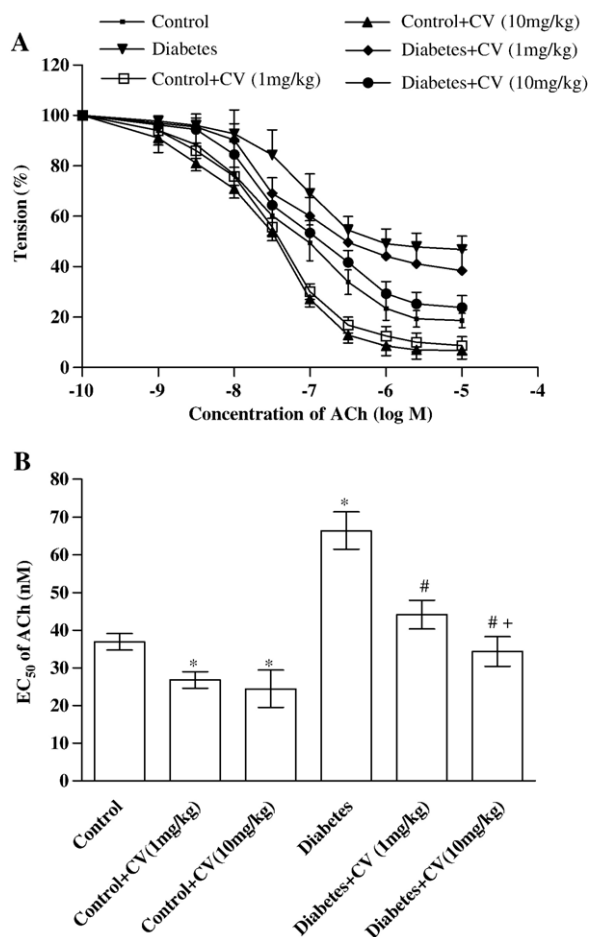 A
Control
Diabetes
Control+CV (1mg/kg)
Control+CV (10mg/kg)
Diabetes+CV (1mg/kg)
Diabetes+CV (10mg/kg)
Tension (%)
120
100
80
60
40
20
0
-10 -9 -8 -7 -6 -5 -4
Concentration of ACh (log M)
B
EC50 of ACh (nM)
80
70
60
50
40
30
20
10
0
* * * # # +
Control
Control+CV(1mg/kg)
Control+CV(10mg/kg)
Diabetes
Diabetes+CV (1mg/kg)
Diabetes+CV(10mg/kg)